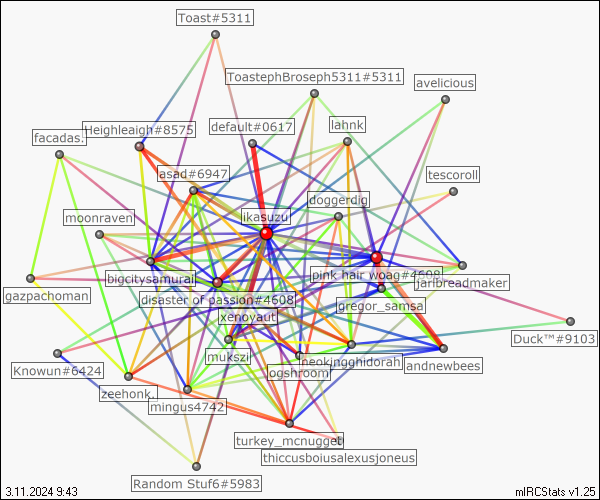 Toast#5311
ToastephBroseph5311#5311
avelicious
Heighleaigh#8575
default#0617
lahnk
facadas.
asad#6947
tescoroll
doggerdig
moonraven
likasuzu
bigcitysamurai
pink hair woag#4608
jaribreadmaker
gazpachoman
disaster of passion#4608
gregor_samsa
xenovaut
Duck™#9103
mukszi
neokingghidorah
andnewbees
Knowun#6424
ogshroom
zeehonk.
mingus4742
turkey_mcnugget
thiccusboiusalexusjoneus
Random Stuf6#5983
3.11.2024 9:43
mIRCStats v1.25